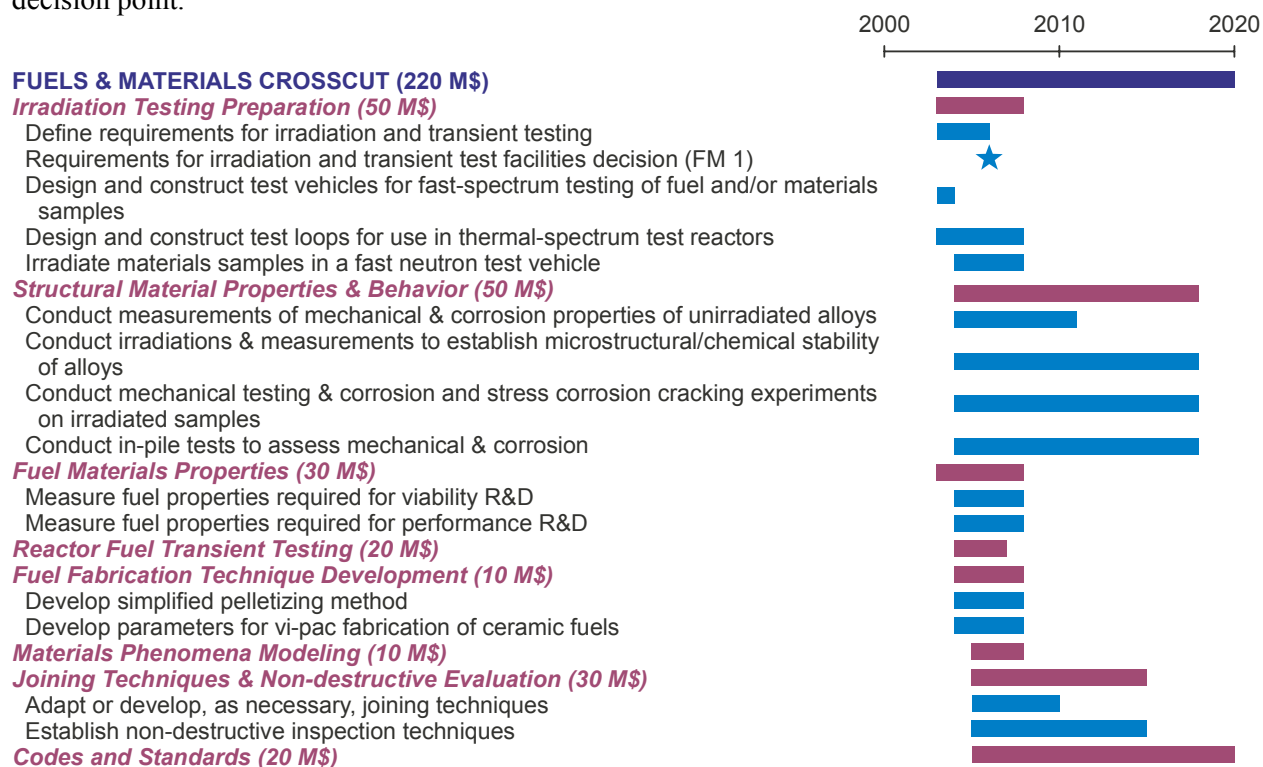 decision point.
2000 2010 2020
FUELS & MATERIALS CROSSCUT (220 M$)
Irradiation Testing Preparation (50 M$)
Define requirements for irradiation and transient testing
Requirements for irradiation and transient test facilities decision (FM 1)
Design and construct test vehicles for fast-spectrum testing of fuel and/or materials
samples
Design and construct test loops for use in thermal-spectrum test reactors
Irradiate materials samples in a fast neutron test vehicle
Structural Material Properties & Behavior (50 M$)
Conduct measurements of mechanical & corrosion properties of unirradiated alloys
Conduct irradiations & measurements to establish microstructural/chemical stability
of alloys
Conduct mechanical testing & corrosion and stress corrosion cracking experiments
on irradiated samples
Conduct in-pile tests to assess mechanical & corrosion
Fuel Materials Properties (30 M$)
Measure fuel properties required for viability R&D
Measure fuel properties required for performance R&D
Reactor Fuel Transient Testing (20 M$)
Fuel Fabrication Technique Development (10 M$)
Develop simplified pelletizing method
Develop parameters for vi-pac fabrication of ceramic fuels
Materials Phenomena Modeling (10 M$)
Joining Techniques & Non-destructive Evaluation (30 M$)
Adapt or develop, as necessary, joining techniques
Establish non-destructive inspection techniques
Codes and Standards (20 M$)